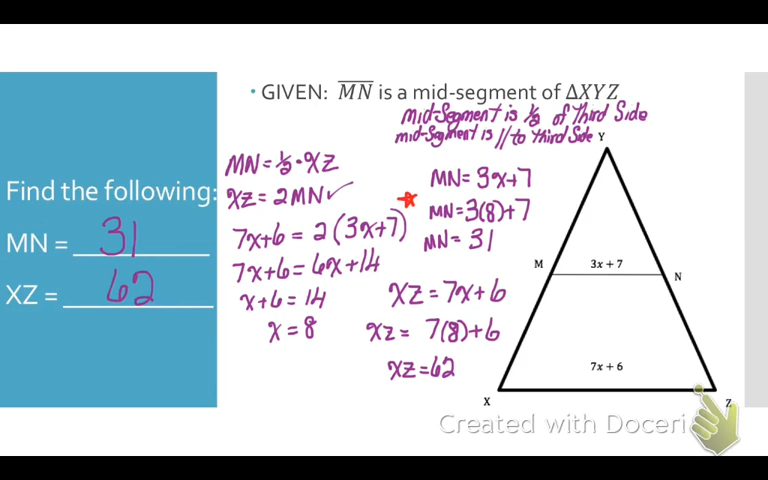 • GIVEN: MN is a mid-segment of ΔXYZ
mid-Segment is ½ of Third Side
mid-Segment is // to Third Side
Find the following:
MN = 31
XZ = 62
MN = ½ · XZ
XZ = 2MN ✓
7x+6 = 2(3x+7)
7x+6 = 6x+14
x+6 = 14
x = 8
MN = 3x+7
MN = 3(8)+7
MN = 31
XZ = 7x+6
XZ = 7(8)+6
XZ = 62
Y
M
3x + 7
N
7x + 6
X
Z
Created with Doceri